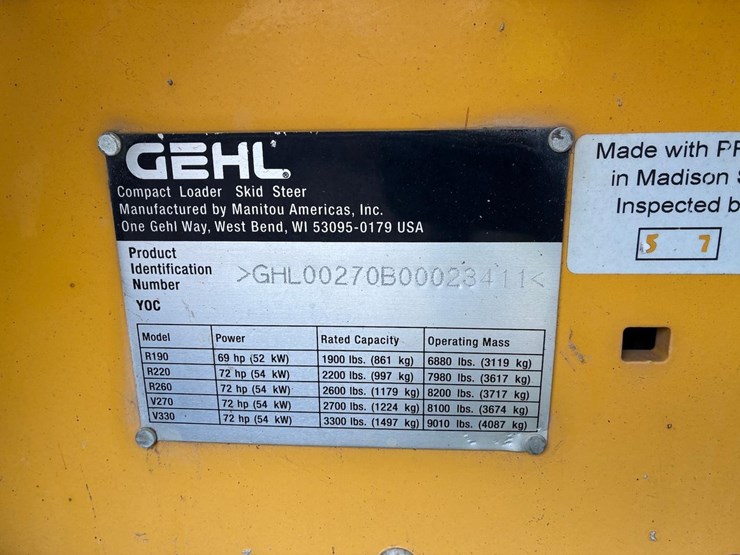 GEHL
Compact Loader Skid Steer
Manufactured by Manitou Americas, Inc.
One Gehl Way, West Bend, WI 53095-0179 USA
Product
Identification
Number
>GHL00270B00023411<
YOC
Model Power Rated Capacity Operating Mass
R190 69 hp (52 kW) 1900 lbs. (861 kg) 6880 lbs. (3119 kg)
R220 72 hp (54 kW) 2200 lbs. (997 kg) 7980 lbs. (3617 kg)
R260 72 hp (54 kW) 2600 lbs. (1179 kg) 8200 lbs. (3717 kg)
V270 72 hp (54 kW) 2700 lbs. (1224 kg) 8100 lbs. (3674 kg)
V330 72 hp (54 kW) 3300 lbs. (1497 kg) 9010 lbs. (4087 kg)
Made with
in Madison
Inspected
5 7